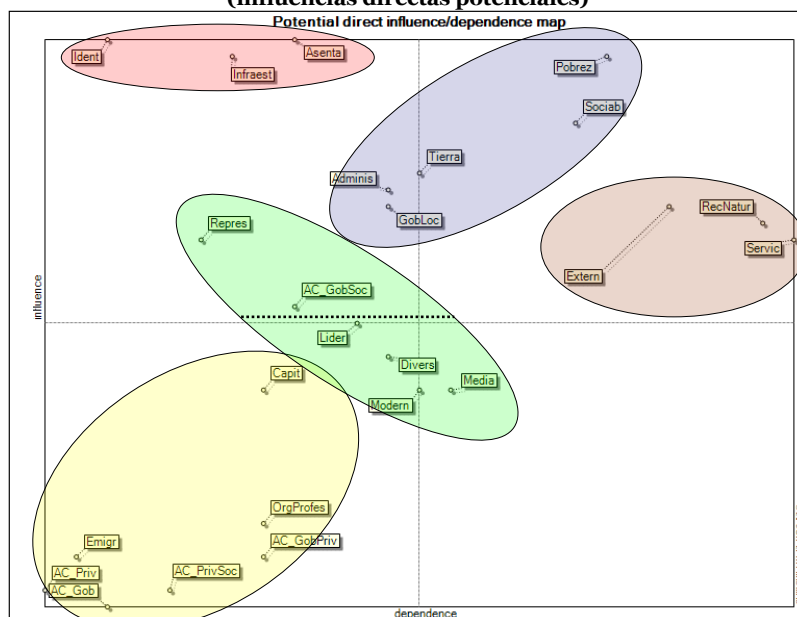 (influencias directas potenciales)
Potential direct influence/dependence map
Ident
Asenta
Infraest
Pobrez
Sociab
Tierra
Adminis
GobLoc
RecNatur
Servic
Extern
Repres
AC_GobSoc
Lider
Divers
Media
Modern
Capit
OrgProfes
AC_GobPriv
Emigr
AC_Priv
AC_PrivSoc
AC_Gob
influence
dependence